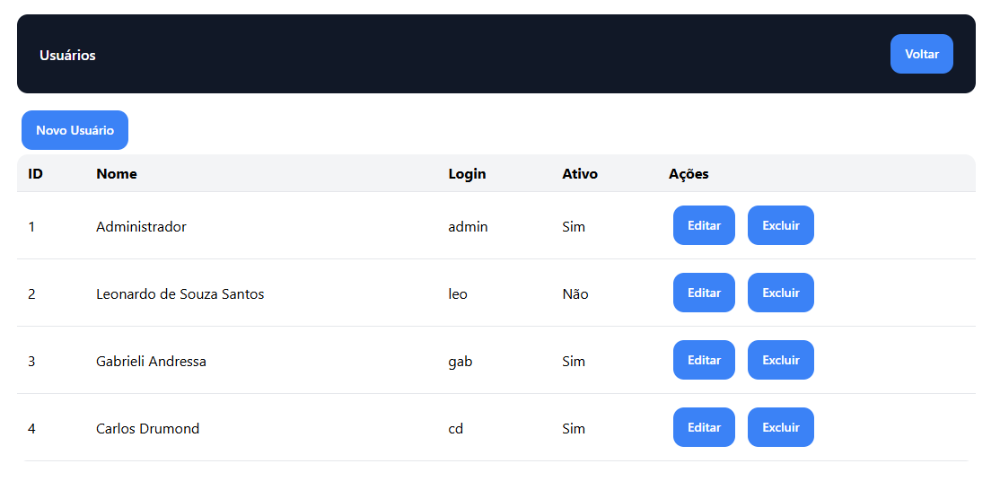 Usuários Voltar
Novo Usuário
ID Nome Login Ativo Ações
1 Administrador admin Sim Editar Excluir
2 Leonardo de Souza Santos leo Não Editar Excluir
3 Gabrieli Andressa gab Sim Editar Excluir
4 Carlos Drumond cd Sim Editar Excluir